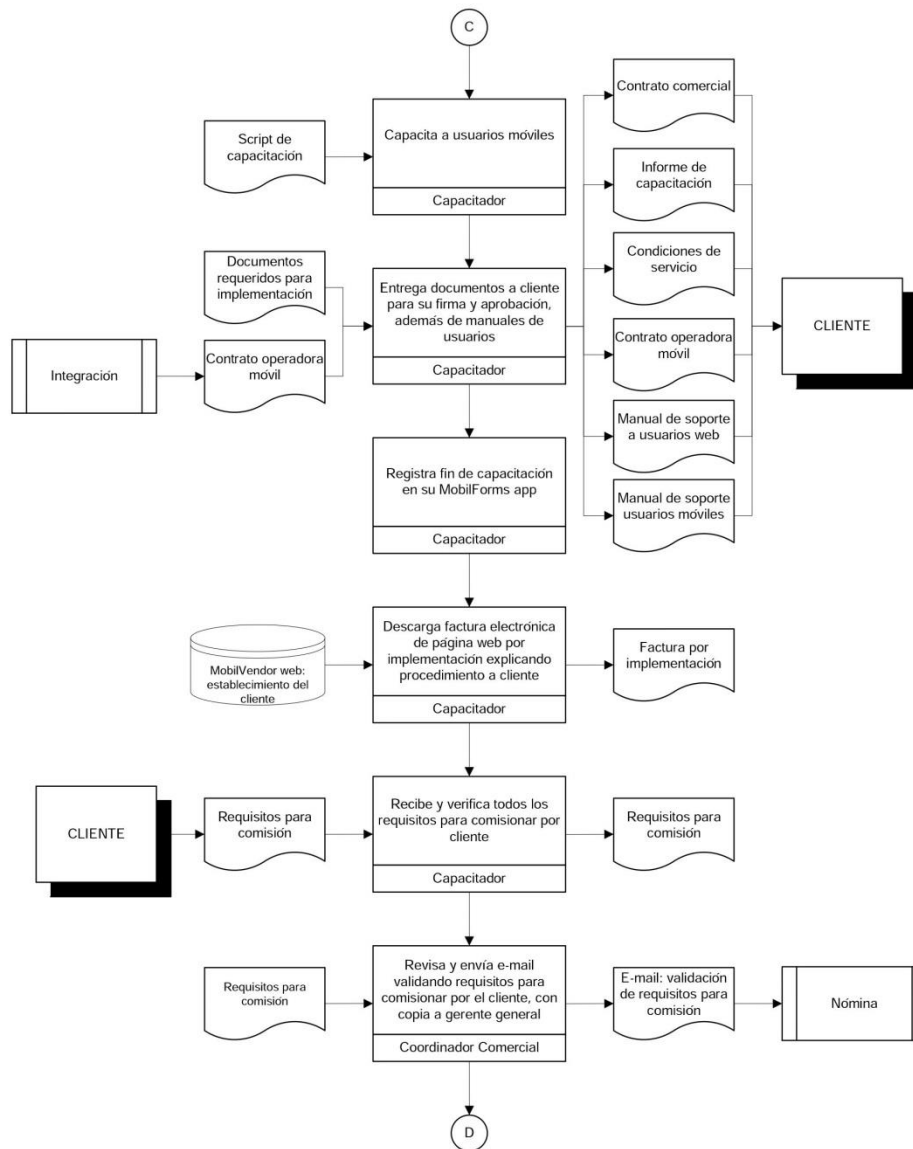 C
Contrato comercial
Script de
capacitación
Capacita a usuarios móviles
Capacitador
Informe de
capacitación
Documentos
requeridos para
implementación
Entrega documentos a cliente
para su firma y aprobación,
además de manuales de
usuarios
Capacitador
Condiciones de
servicio
CLIENTE
Integración
Contrato operadora
móvil
Contrato operadora
móvil
Manual de soporte
a usuarios web
Registra fin de capacitación
en su MobilForms app
Capacitador
Manual de soporte
usuarios móviles
MobilVendor web:
establecimiento del
cliente
Descarga factura electrónica
de página web por
implementación explicando
procedimiento a cliente
Capacitador
Factura por
implementación
CLIENTE
Requisitos para
comisión
Recibe y verifica todos los
requisitos para comisionar por
cliente
Capacitador
Requisitos para
comisión
Requisitos para
comisión
Revisa y envía e-mail
validando requisitos para
comisionar por el cliente, con
copia a gerente general
Coordinador Comercial
E-mail: validación
de requisitos para
comisión
Nómina
D